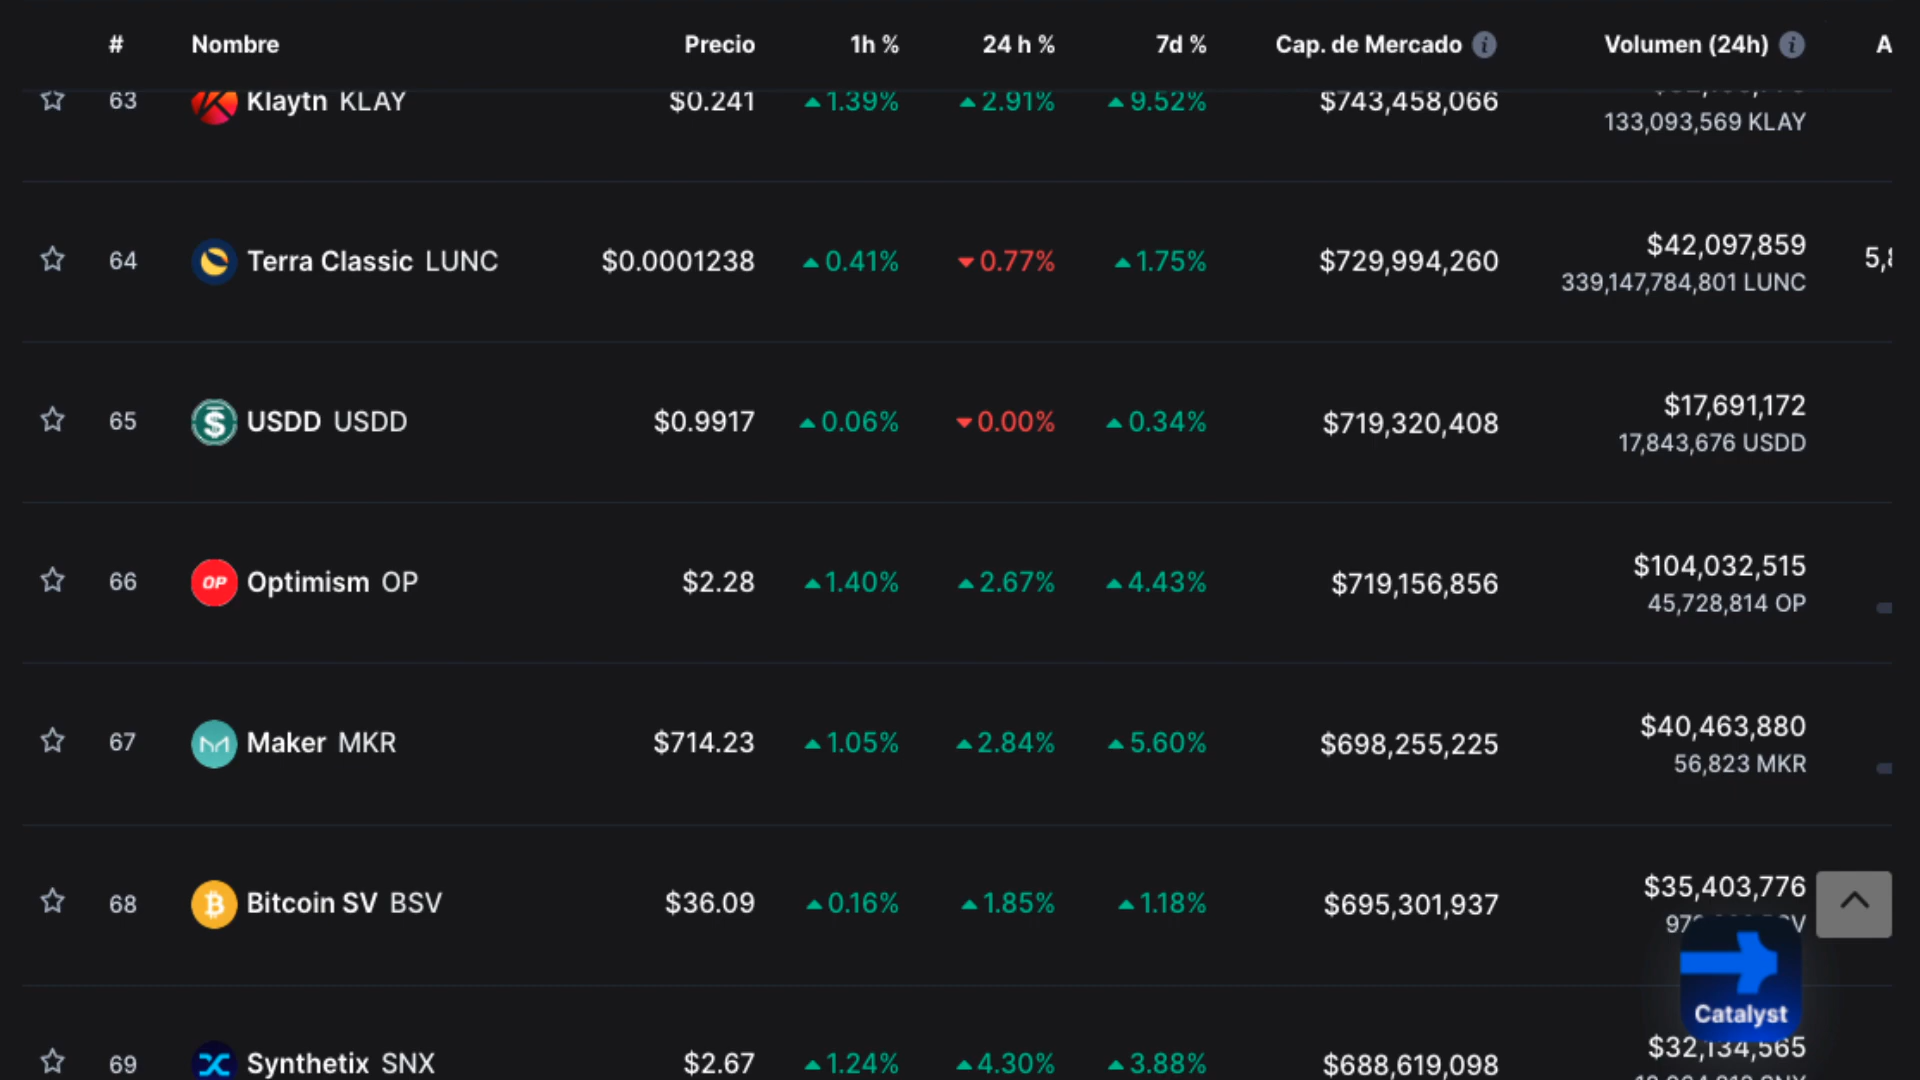 # Nombre Precio 1h % 24 h % 7d % Cap. de Mercado Volumen (24h) A
63 Klaytn KLAY $0.241 1.39% 2.91% 9.52% $743,458,066
133,093,569 KLAY
64 Terra Classic LUNC $0.0001238 0.41% 0.77% 1.75% $729,994,260 $42,097,859
339,147,784,801 LUNC
65 USDD USDD $0.9917 0.06% 0.00% 0.34% $719,320,408 $17,691,172
17,843,676 USDD
66 OP Optimism OP $2.28 1.40% 2.67% 4.43% $719,156,856 $104,032,515
45,728,814 OP
67 Maker MKR $714.23 1.05% 2.84% 5.60% $698,255,225 $40,463,880
56,823 MKR
68 Bitcoin SV BSV $36.09 0.16% 1.85% 1.18% $695,301,937 $35,403,776
Catalyst
69 Synthetix SNX $2.67 1.24% 4.30% 3.88% $688,619,098 $32,134,565